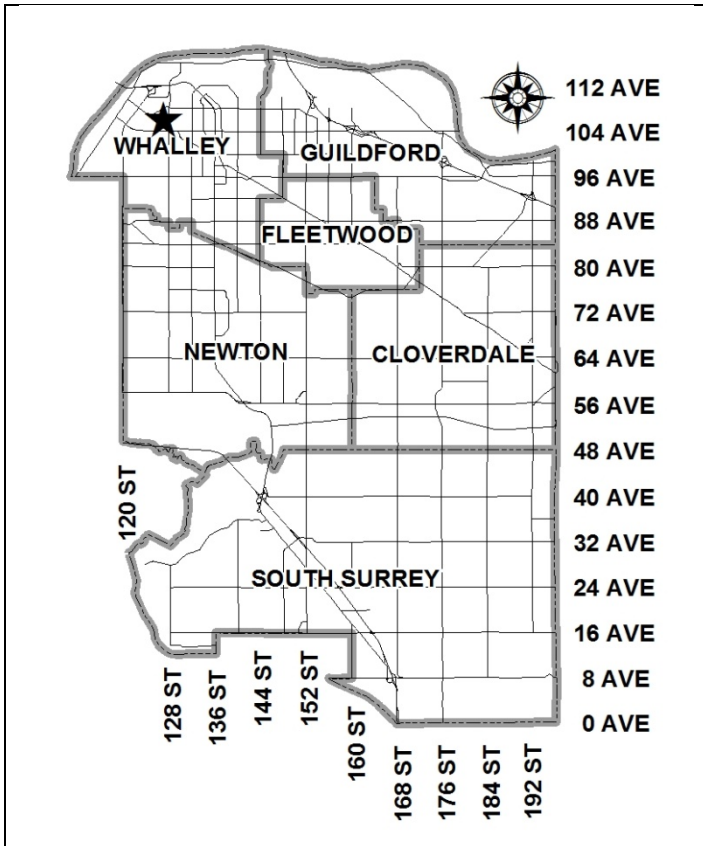 112 AVE
104 AVE
WHALLEY
GUILDFORD
96 AVE
88 AVE
FLEETWOOD
80 AVE
72 AVE
NEWTON
CLOVERDALE
64 AVE
56 AVE
48 AVE
120 ST
40 AVE
32 AVE
SOUTH SURREY
24 AVE
16 AVE
8 AVE
0 AVE
128 ST
136 ST
144 ST
152 ST
160 ST
168 ST
176 ST
184 ST
192 ST